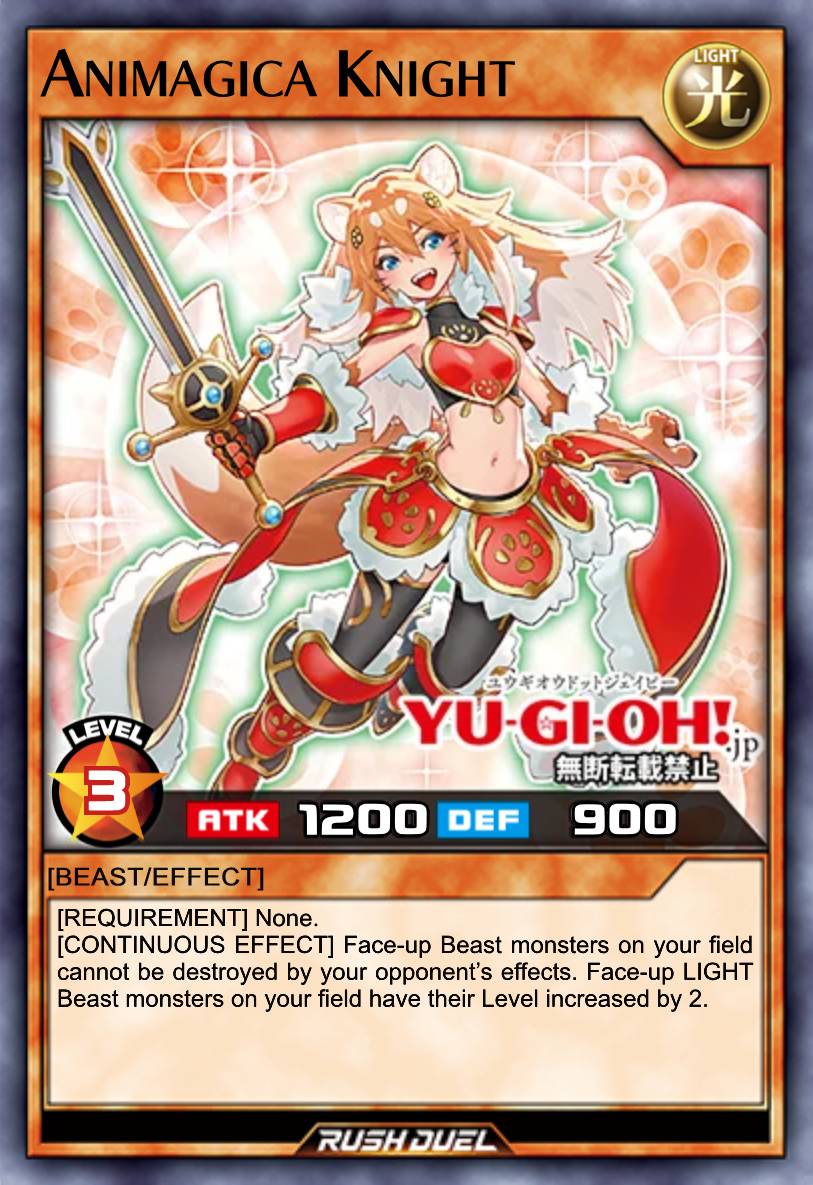 ANIMAGICA KNIGHT
LIGHT
光
ユウギオウドットジェイピー
YU-GI-OH!.jp
無断転載禁止
LEVEL
3
ATK 1200 DEF 900
[BEAST/EFFECT]
[REQUIREMENT] None.
[CONTINUOUS EFFECT] Face-up Beast monsters on your field
cannot be destroyed by your opponent’s effects. Face-up LIGHT
Beast monsters on your field have their Level increased by 2.
RUSH DUEL